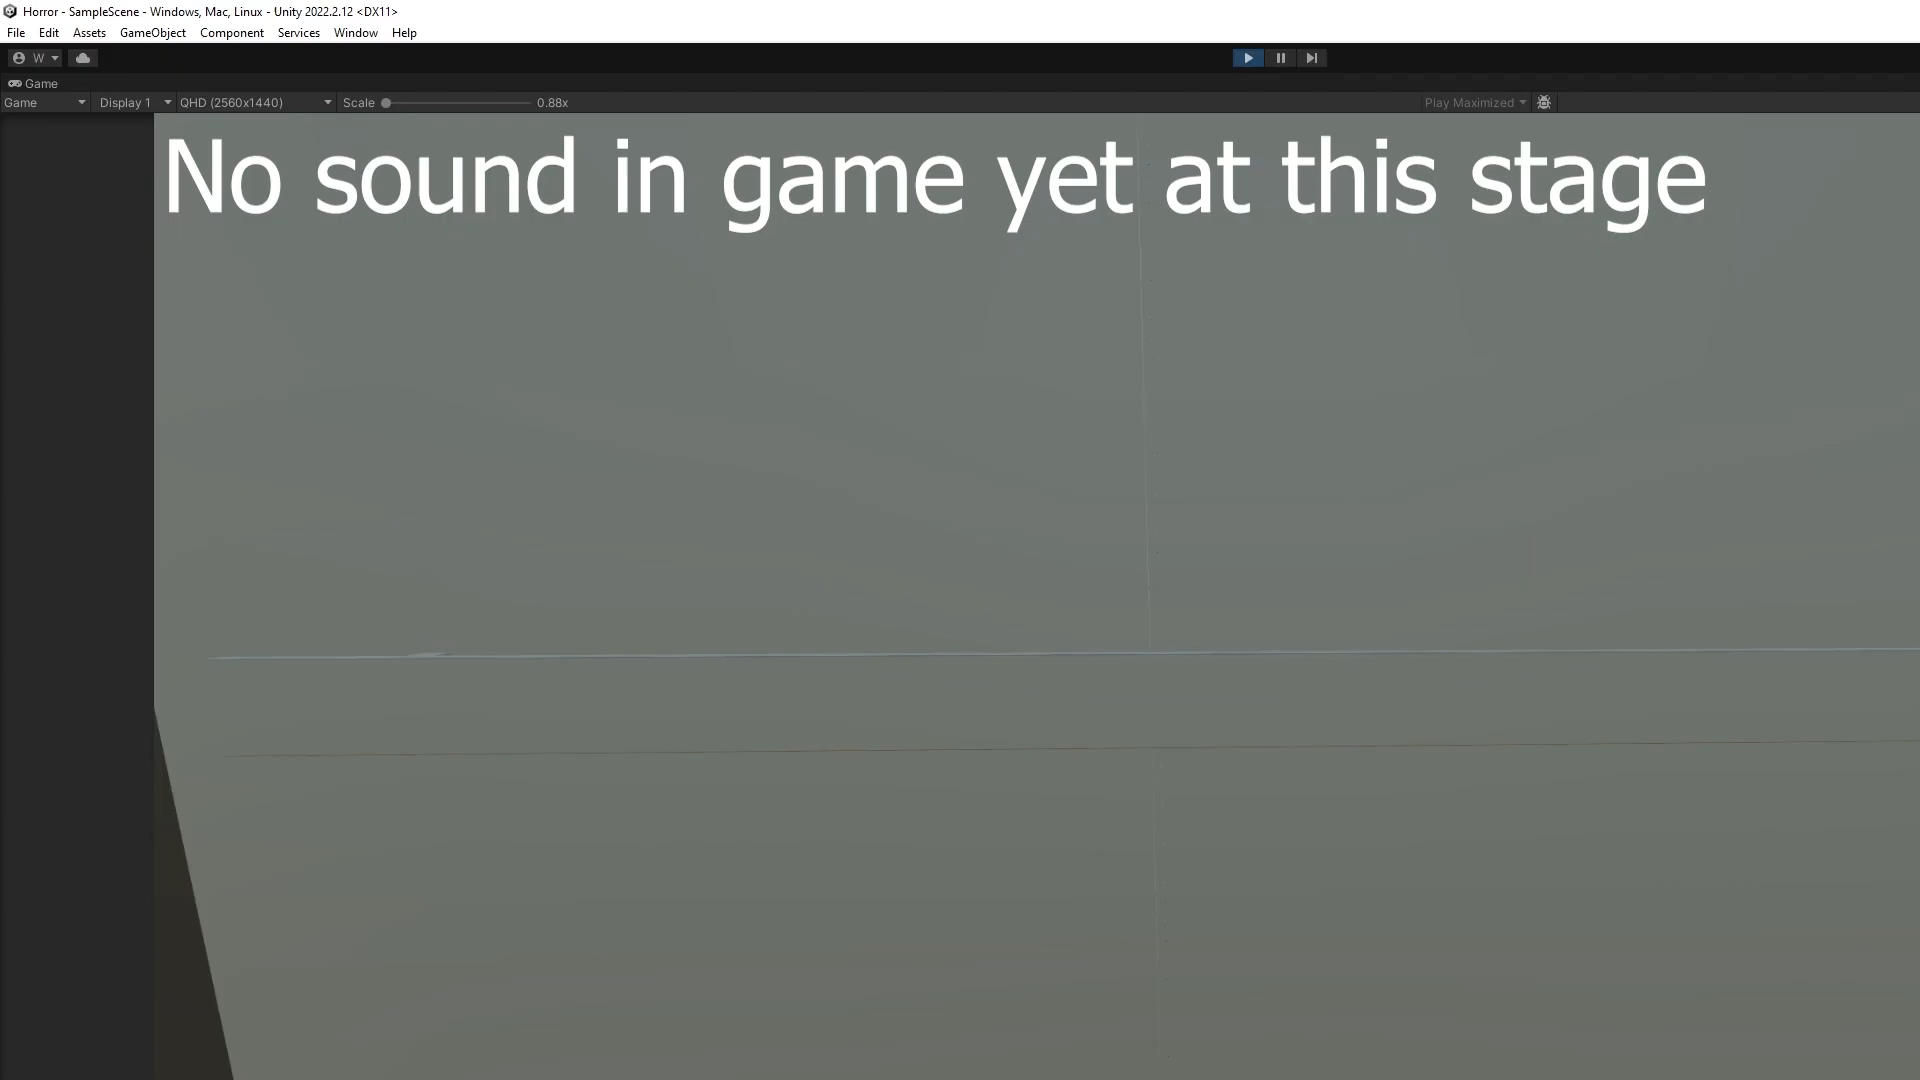 Horror - SampleScene - Windows, Mac, Linux - Unity 2022.2.12 <DX11>
File Edit Assets GameObject Component Services Window Help
W
Game
Game Display 1 QHD (2560x1440) Scale 0.88x Play Maximized
No sound in game yet at this stage